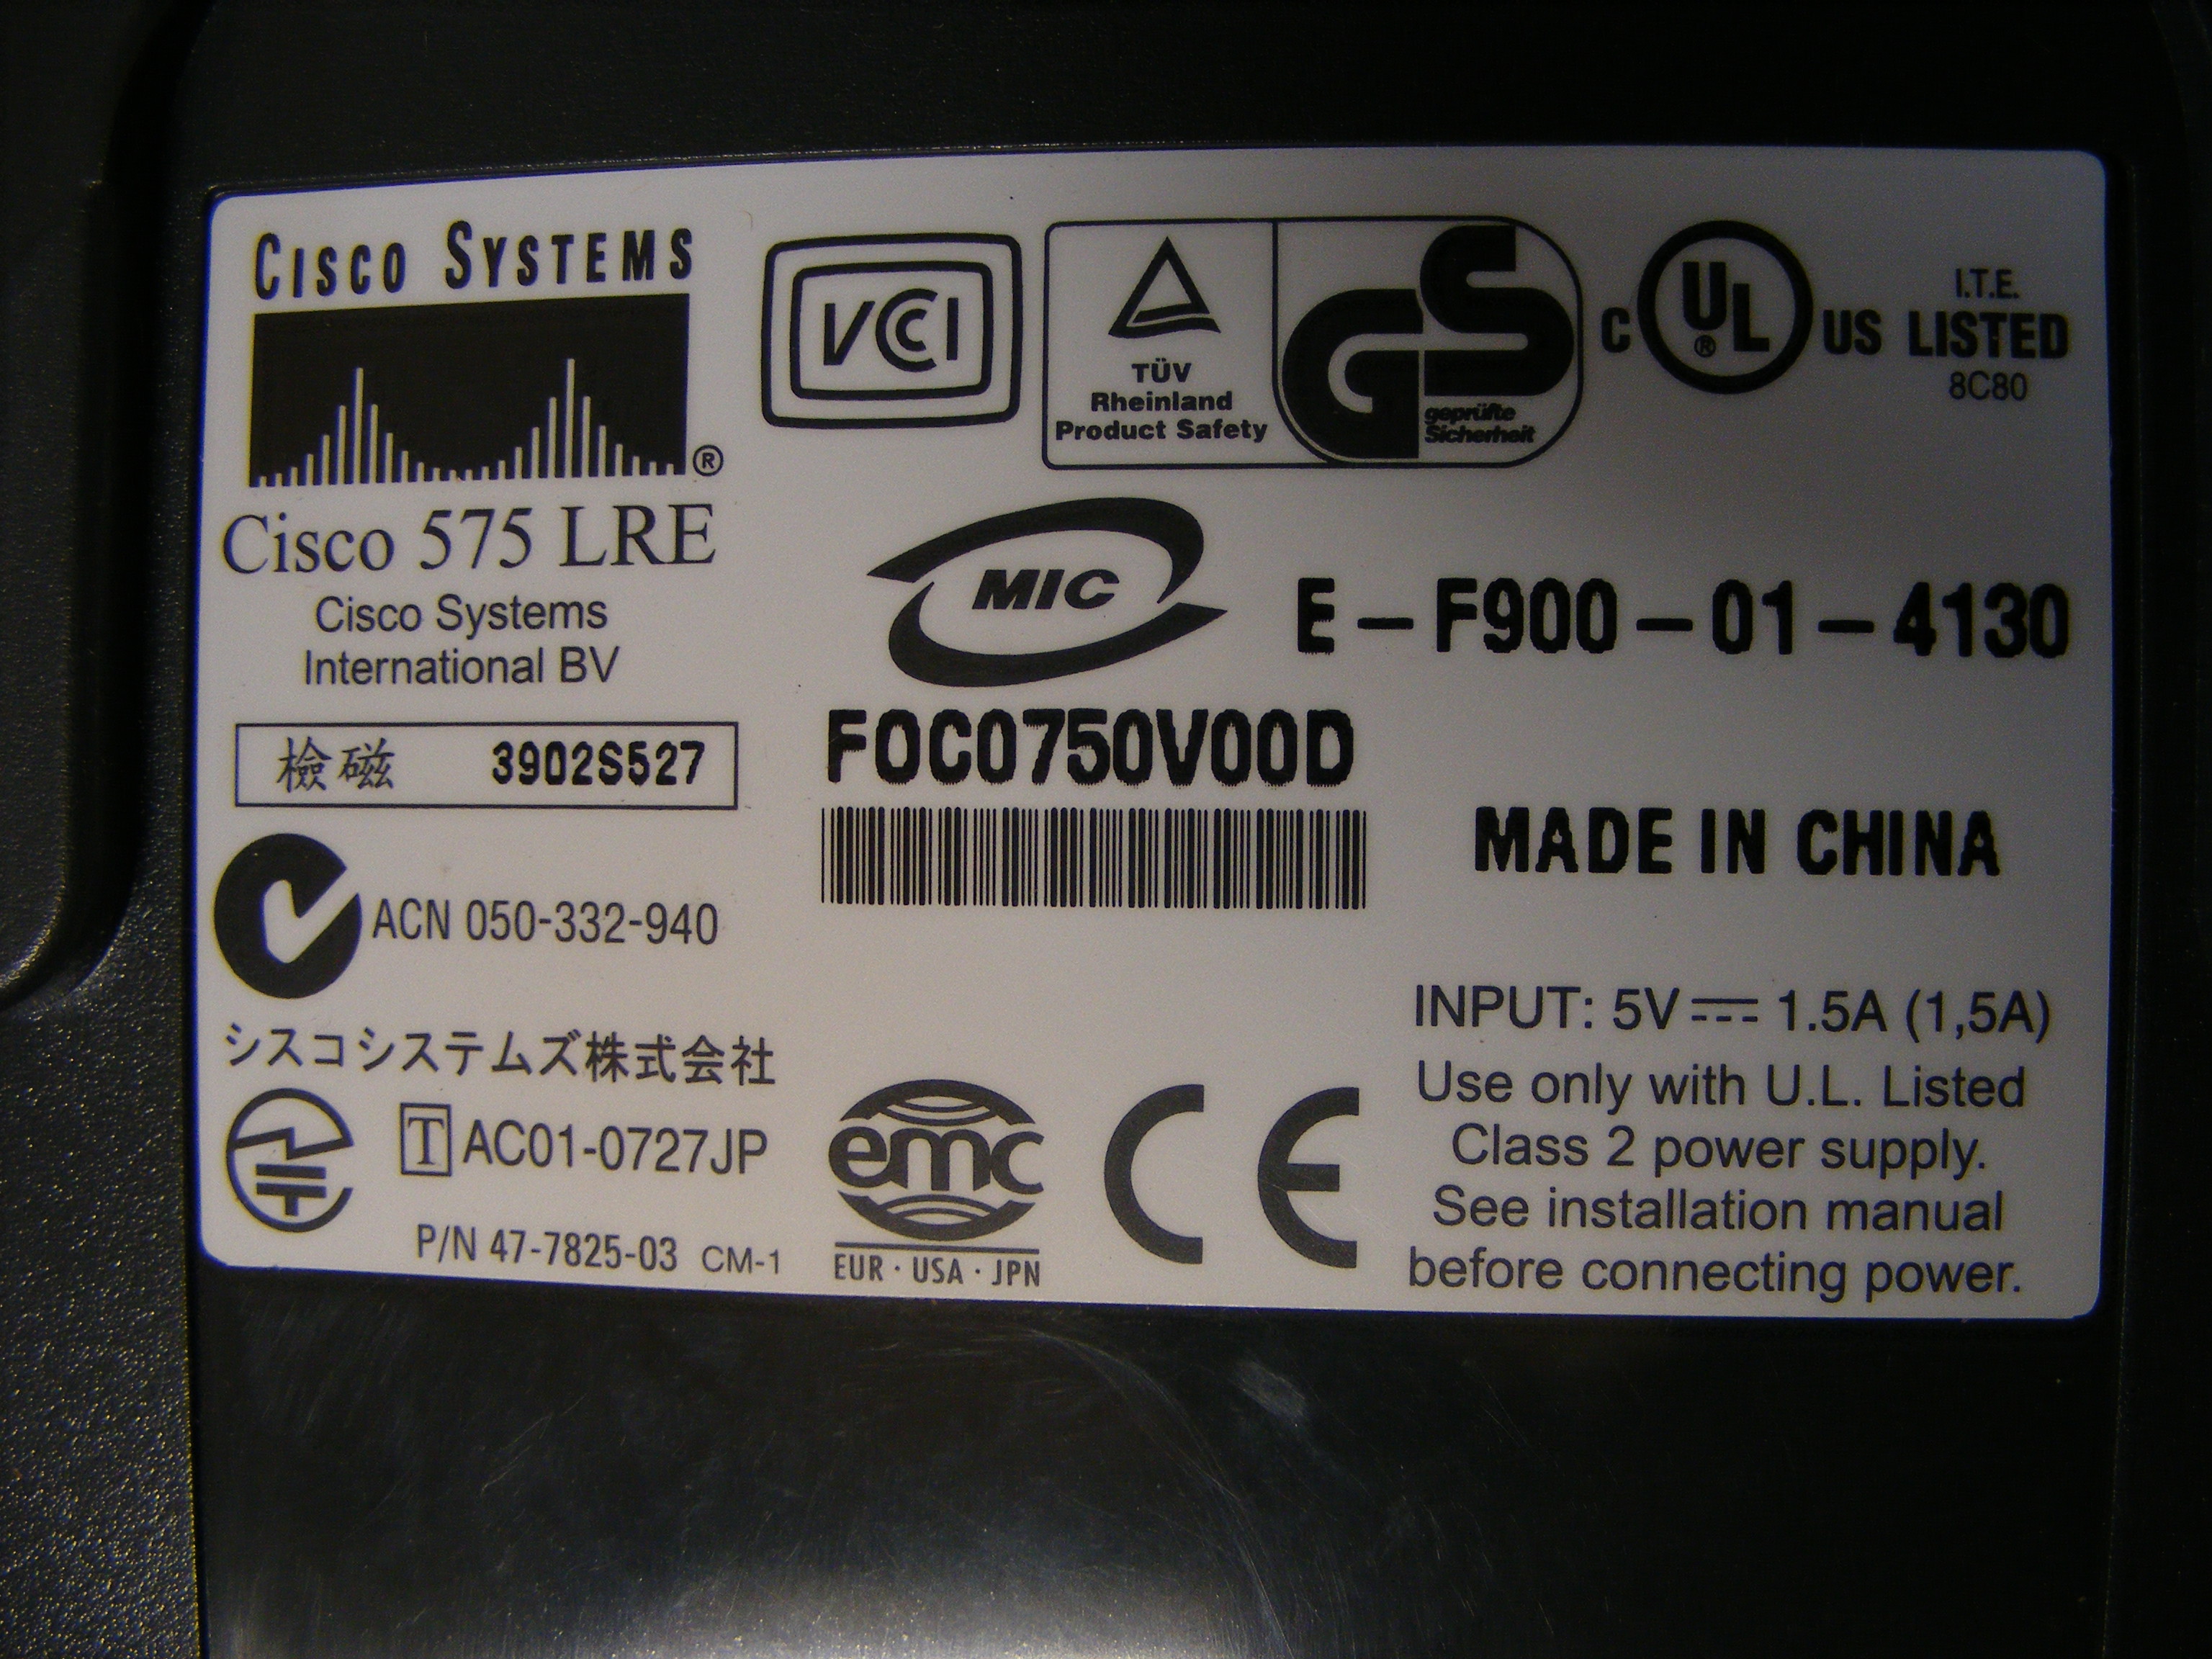 CISCO SYSTEMS
®
Cisco 575 LRE
Cisco Systems
International BV
檢磁 3902S527
ACN 050-332-940
シスコシステムズ株式会社
T AC01-0727JP
P/N 47-7825-03 CM-1
VCCI
TÜV
Rheinland
Product Safety
GS
geprüfte
Sicherheit
C UL® US
I.T.E.
LISTED
8C80
MIC E-F900-01-4130
FOC0750V00D
MADE IN CHINA
emc
EUR · USA · JPN
CE
INPUT: 5V⎓ 1.5A (1,5A)
Use only with U.L. Listed
Class 2 power supply.
See installation manual
before connecting power.